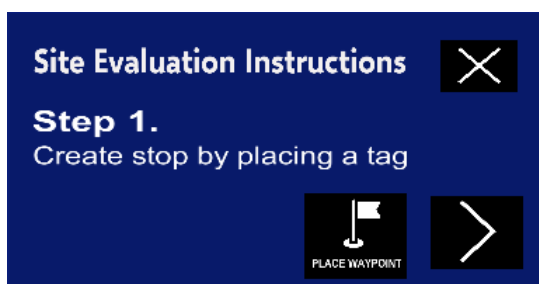 Site Evaluation Instructions
Step 1.
Create stop by placing a tag
PLACE WAYPOINT